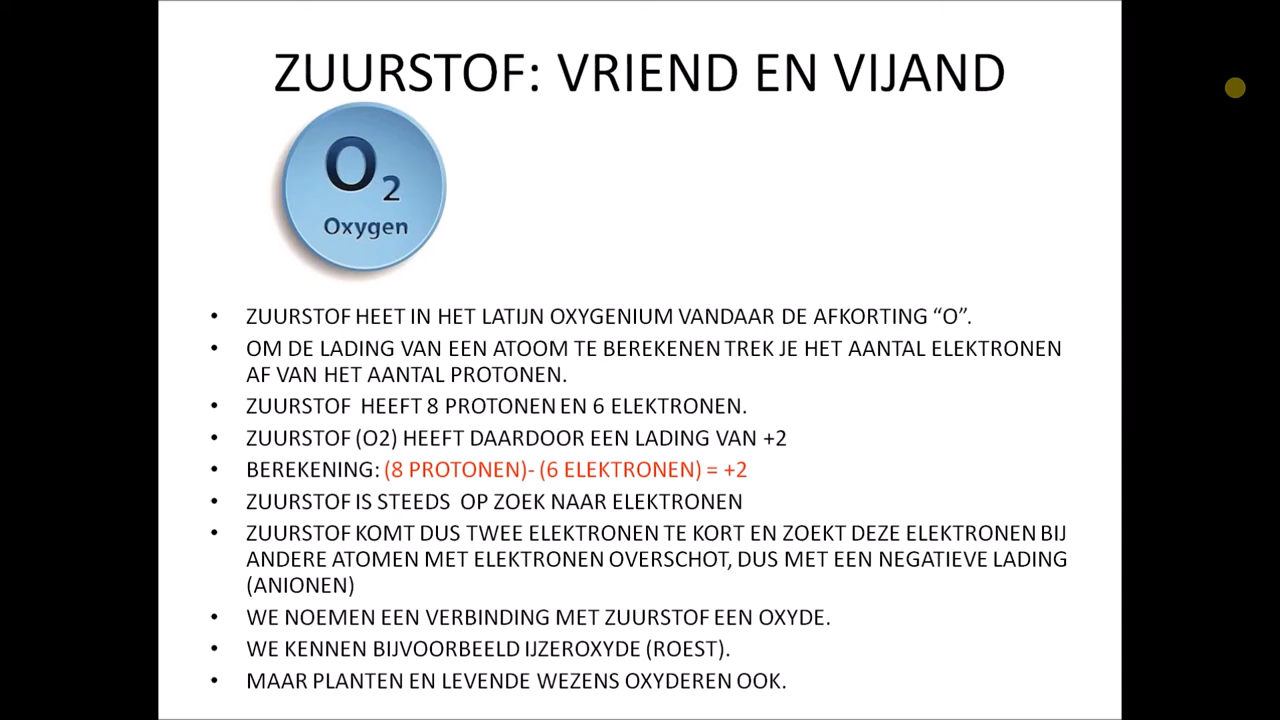 ZUURSTOF: VRIEND EN VIJAND
O2
Oxygen
• ZUURSTOF HEET IN HET LATIJN OXYGENIUM VANDAAR DE AFKORTING “O”.
• OM DE LADING VAN EEN ATOOM TE BEREKENEN TREK JE HET AANTAL ELEKTRONEN
AF VAN HET AANTAL PROTONEN.
• ZUURSTOF HEEFT 8 PROTONEN EN 6 ELEKTRONEN.
• ZUURSTOF (O2) HEEFT DAARDOOR EEN LADING VAN +2
• BEREKENING: (8 PROTONEN)- (6 ELEKTRONEN) = +2
• ZUURSTOF IS STEEDS OP ZOEK NAAR ELEKTRONEN
• ZUURSTOF KOMT DUS TWEE ELEKTRONEN TE KORT EN ZOEKT DEZE ELEKTRONEN BIJ
ANDERE ATOMEN MET ELEKTRONEN OVERSCHOT, DUS MET EEN NEGATIEVE LADING
(ANIONEN)
• WE NOEMEN EEN VERBINDING MET ZUURSTOF EEN OXYDE.
• WE KENNEN BIJVOORBEELD IJZEROXYDE (ROEST).
• MAAR PLANTEN EN LEVENDE WEZENS OXYDEREN OOK.